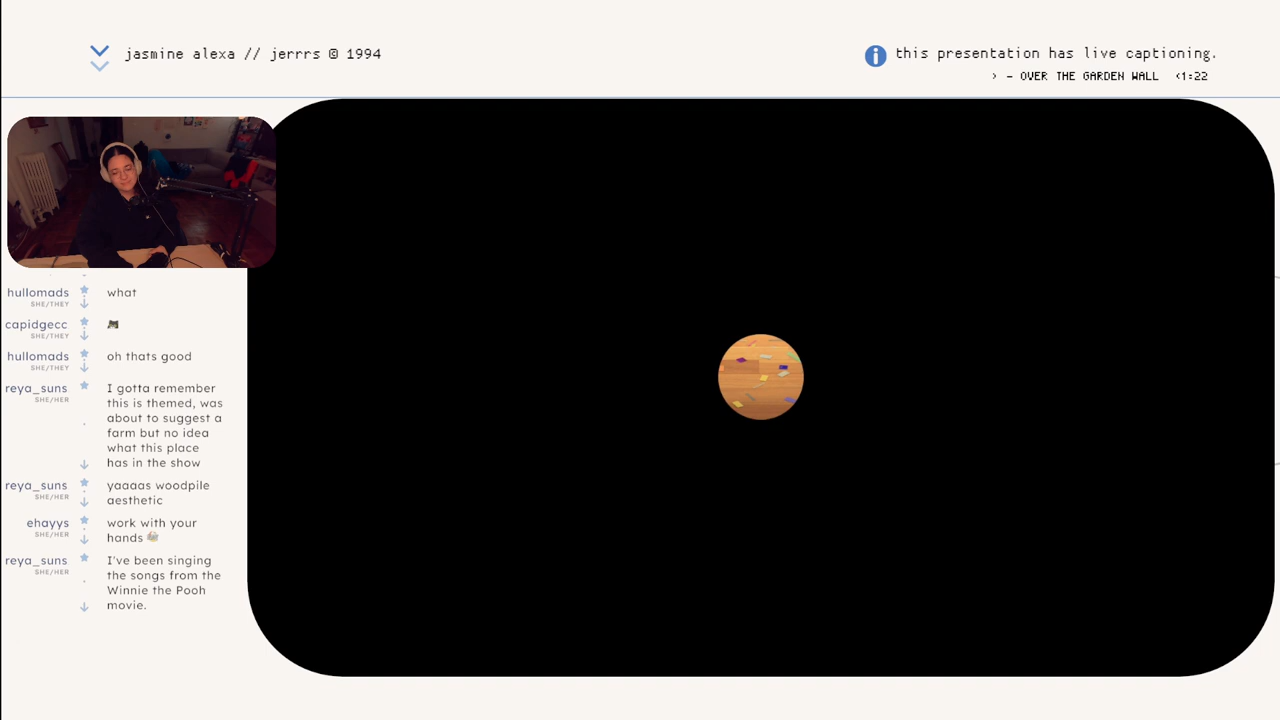 jasmine alexa // jerrrs © 1994
this presentation has live captioning.
› - OVER THE GARDEN WALL ‹1:22
hullomads what
SHE/THEY
capidgecc
SHE/THEY
hullomads oh thats good
SHE/THEY
reya_suns I gotta remember
SHE/HER this is themed, was
about to suggest a
farm but no idea
what this place
has in the show
reya_suns yaaaas woodpile
SHE/HER aesthetic
ehayys work with your
SHE/HER hands
reya_suns I've been singing
SHE/HER the songs from the
Winnie the Pooh
movie.